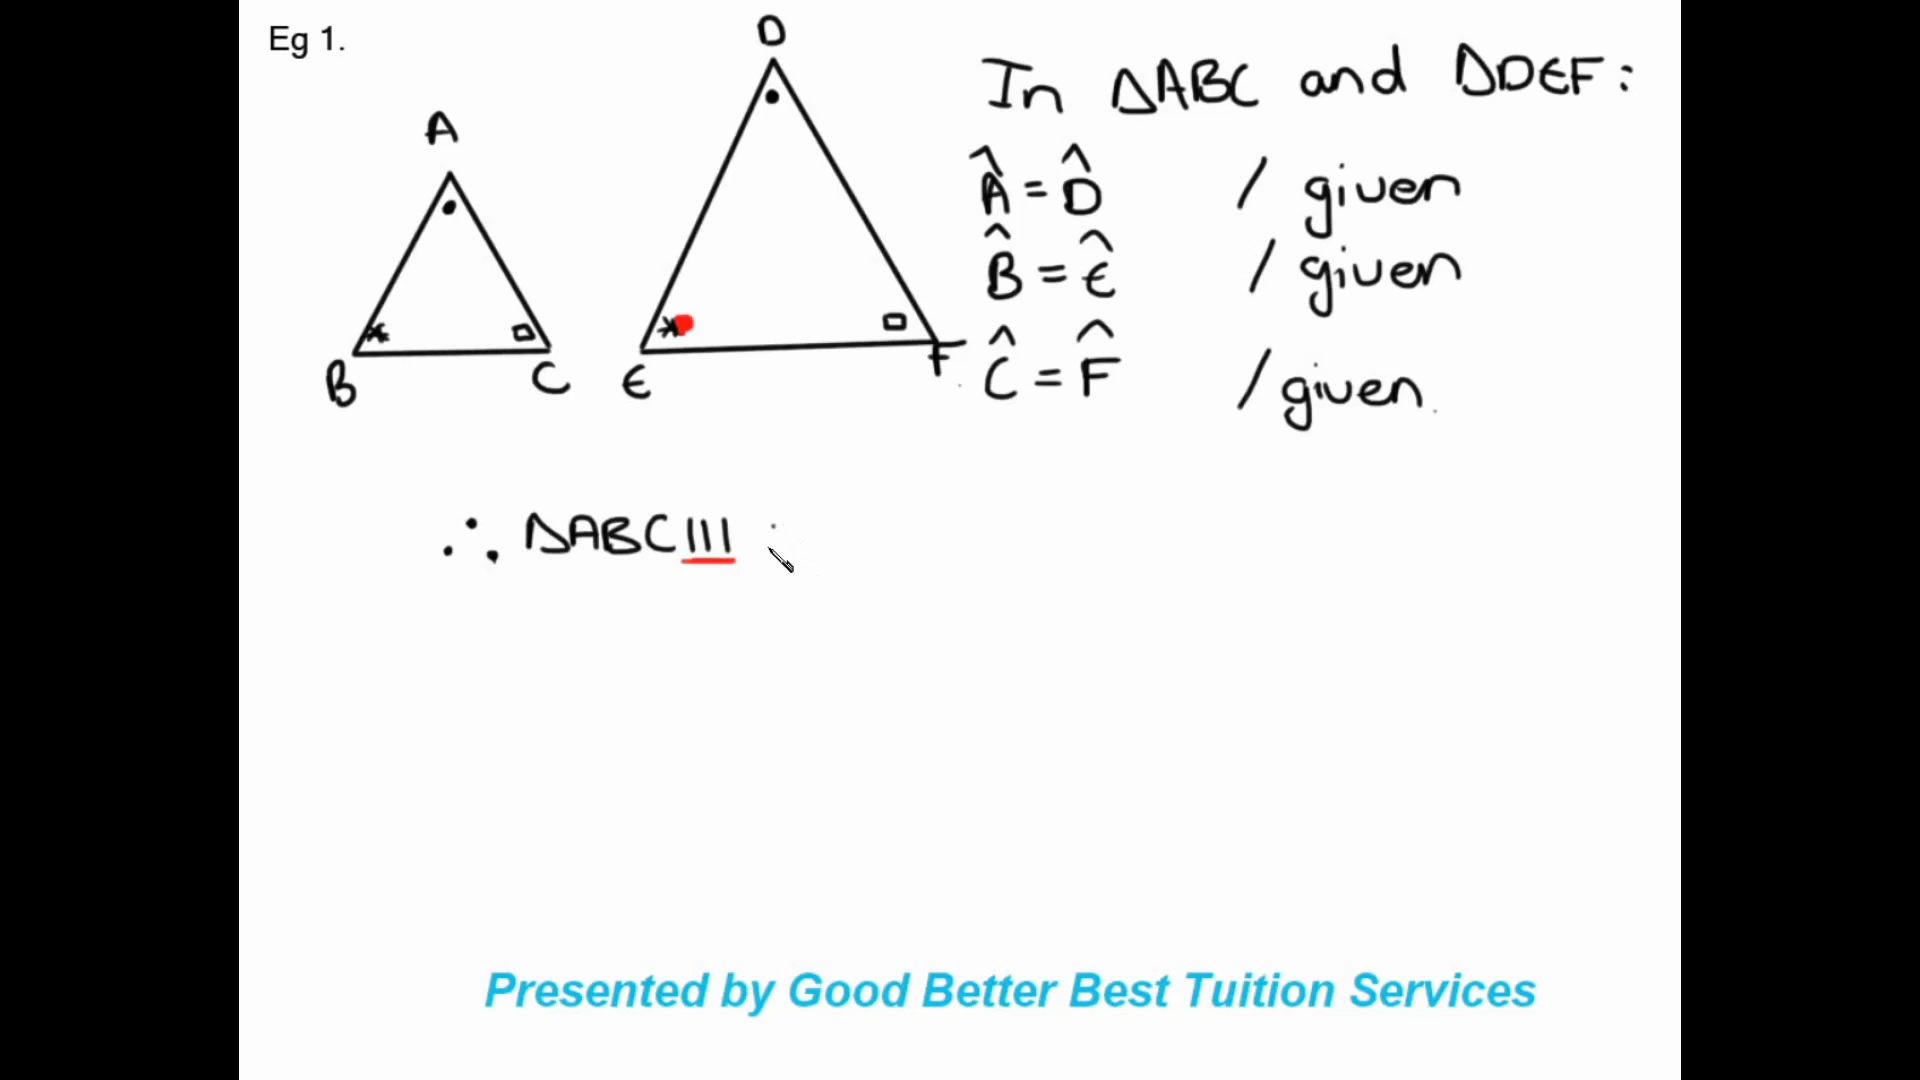 Eg 1.
D
A
B
C
E
F
In ΔABC and ΔDEF:
Â = D̂ / given
B̂ = Ê / given
Ĉ = F̂ / given
∴ ΔABC|||
Presented by Good Better Best Tuition Services